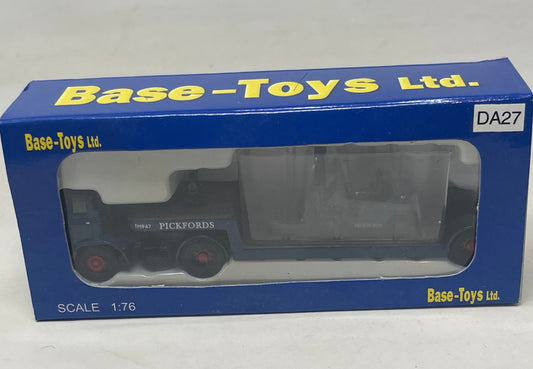 Base-Toys Ltd.
DA27
Base-Toys Ltd.
PICKFORDS
SCALE 1:76
Base-Toys Ltd.